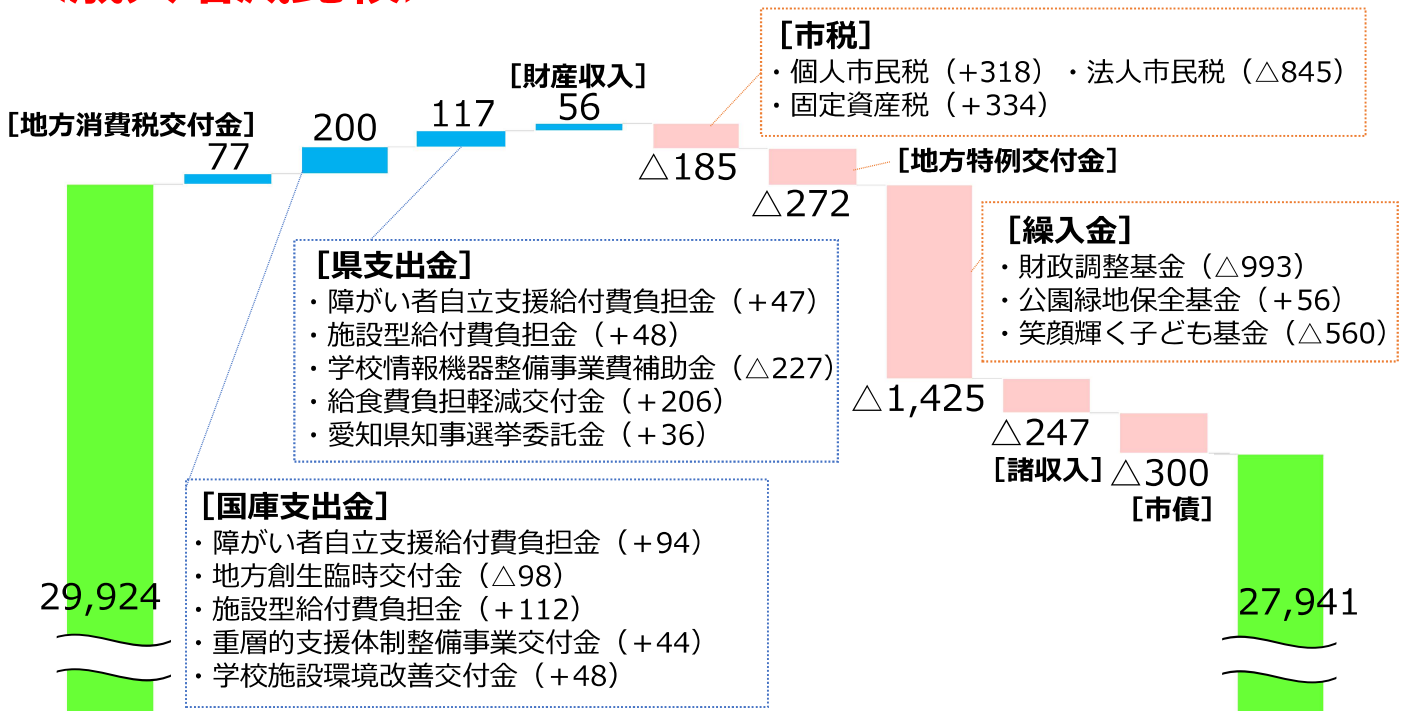 [市税]
・個人市民税（+318）・法人市民税（△845）
・固定資産税（＋334）
[財産収入]
56
117
[地方消費税交付金]
200
77
△185
[地方特例交付金]
△272
[繰入金]
・財政調整基金（△993）
・公園緑地保全基金（＋56）
・笑顔輝く子ども基金（△560）
[県支出金]
・障がい者自立支援給付費負担金（＋47）
・施設型給付費負担金（＋48）
・学校情報機器整備事業費補助金（△227）
・給食費負担軽減交付金（＋206）
・愛知県知事選挙委託金（＋36）
△1,425
△247
[諸収入]
△300
[市債]
[国庫支出金]
・障がい者自立支援給付費負担金（＋94）
・地方創生臨時交付金（△98）
・施設型給付費負担金（＋112）
・重層的支援体制整備事業交付金（＋44）
・学校施設環境改善交付金（＋48）
29,924
27,941